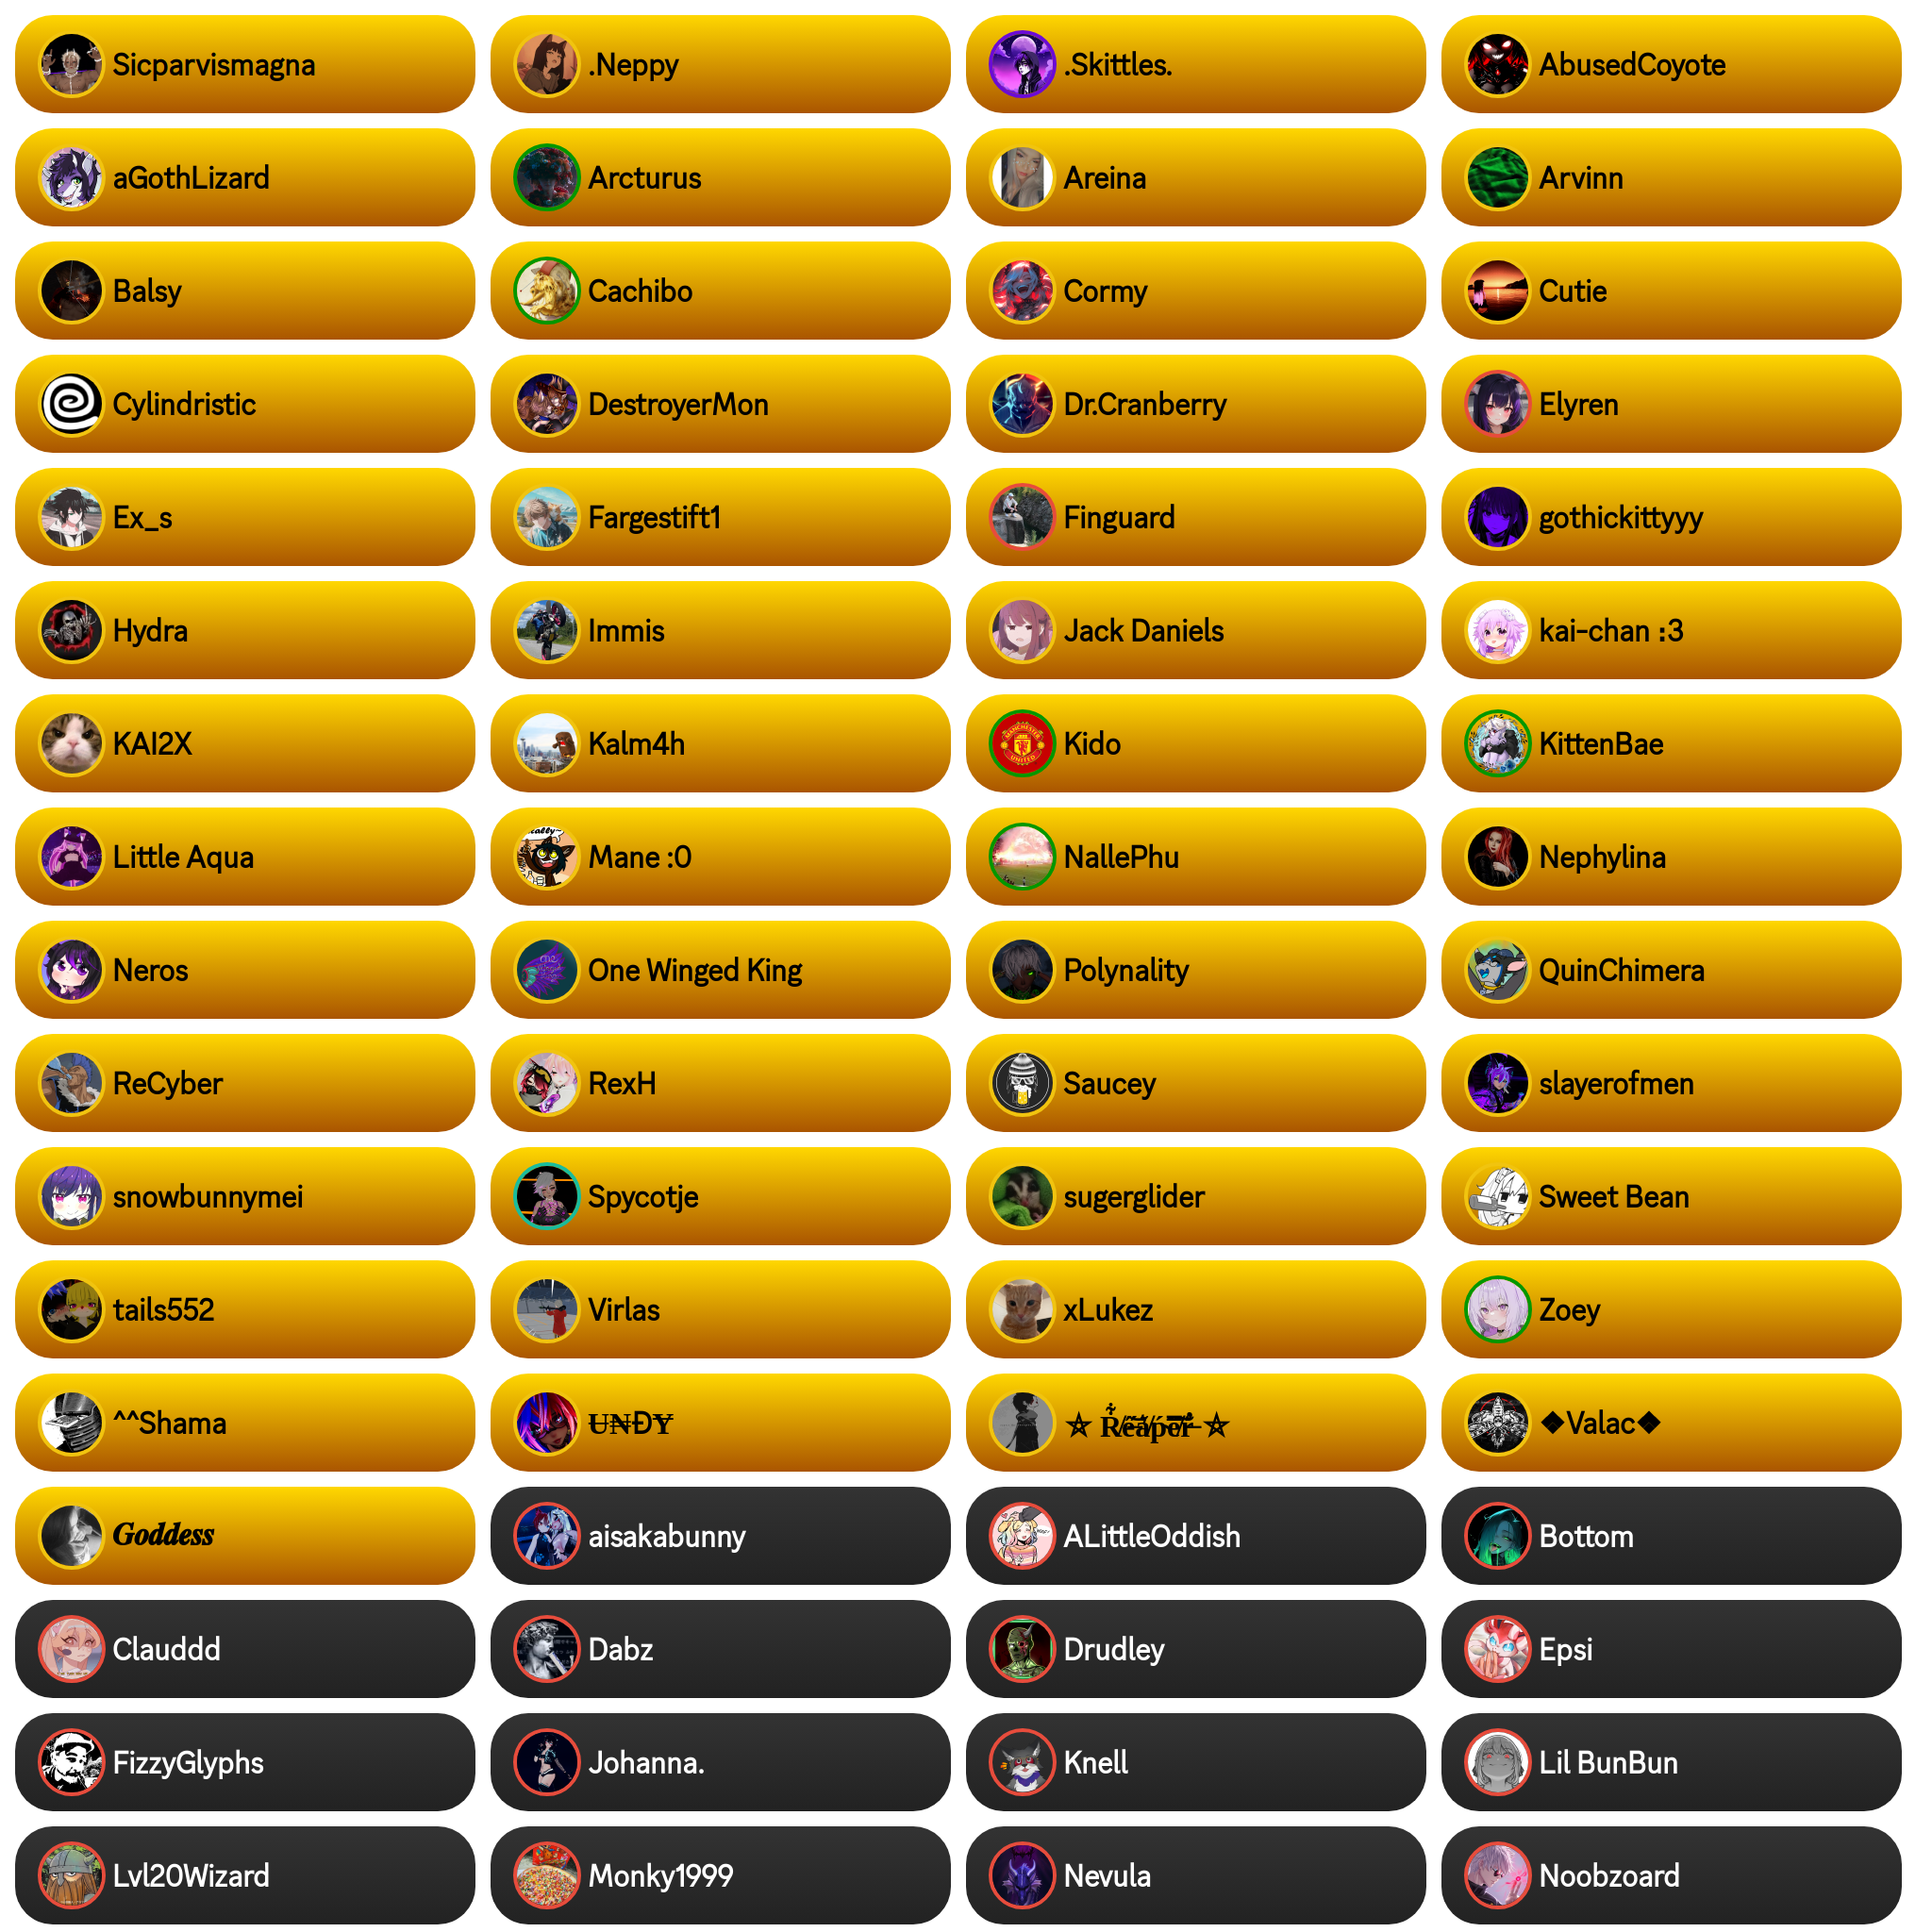 Sicparvismagna
.Neppy
.Skittles.
AbusedCoyote
aGothLizard
Arcturus
Areina
Arvinn
Balsy
Cachibo
Cormy
Cutie
Cylindristic
DestroyerMon
Dr.Cranberry
Elyren
Ex_s
Fargestift1
Finguard
gothickittyyy
Hydra
Immis
Jack Daniels
kai-chan :3
KAI2X
Kalm4h
MANCHESTER
UNITED
Kido
KittenBae
Little Aqua
Mane :0
NallePhu
Nephylina
Neros
One Winged King
Polynality
QuinChimera
ReCyber
RexH
Saucey
slayerofmen
snowbunnymei
Spycotje
sugerglider
Sweet Bean
tails552
Virlas
xLukez
Zoey
^^Shama
U̶N̶ĐY̶
⛤ Reaper ⛤
◆Valac◆
𝑮𝒐𝒅𝒅𝒆𝒔𝒔
aisakabunny
ALittleOddish
Bottom
Clauddd
Dabz
Drudley
Epsi
FizzyGlyphs
Johanna.
Knell
Lil BunBun
Lvl20Wizard
Monky1999
Nevula
Noobzoard